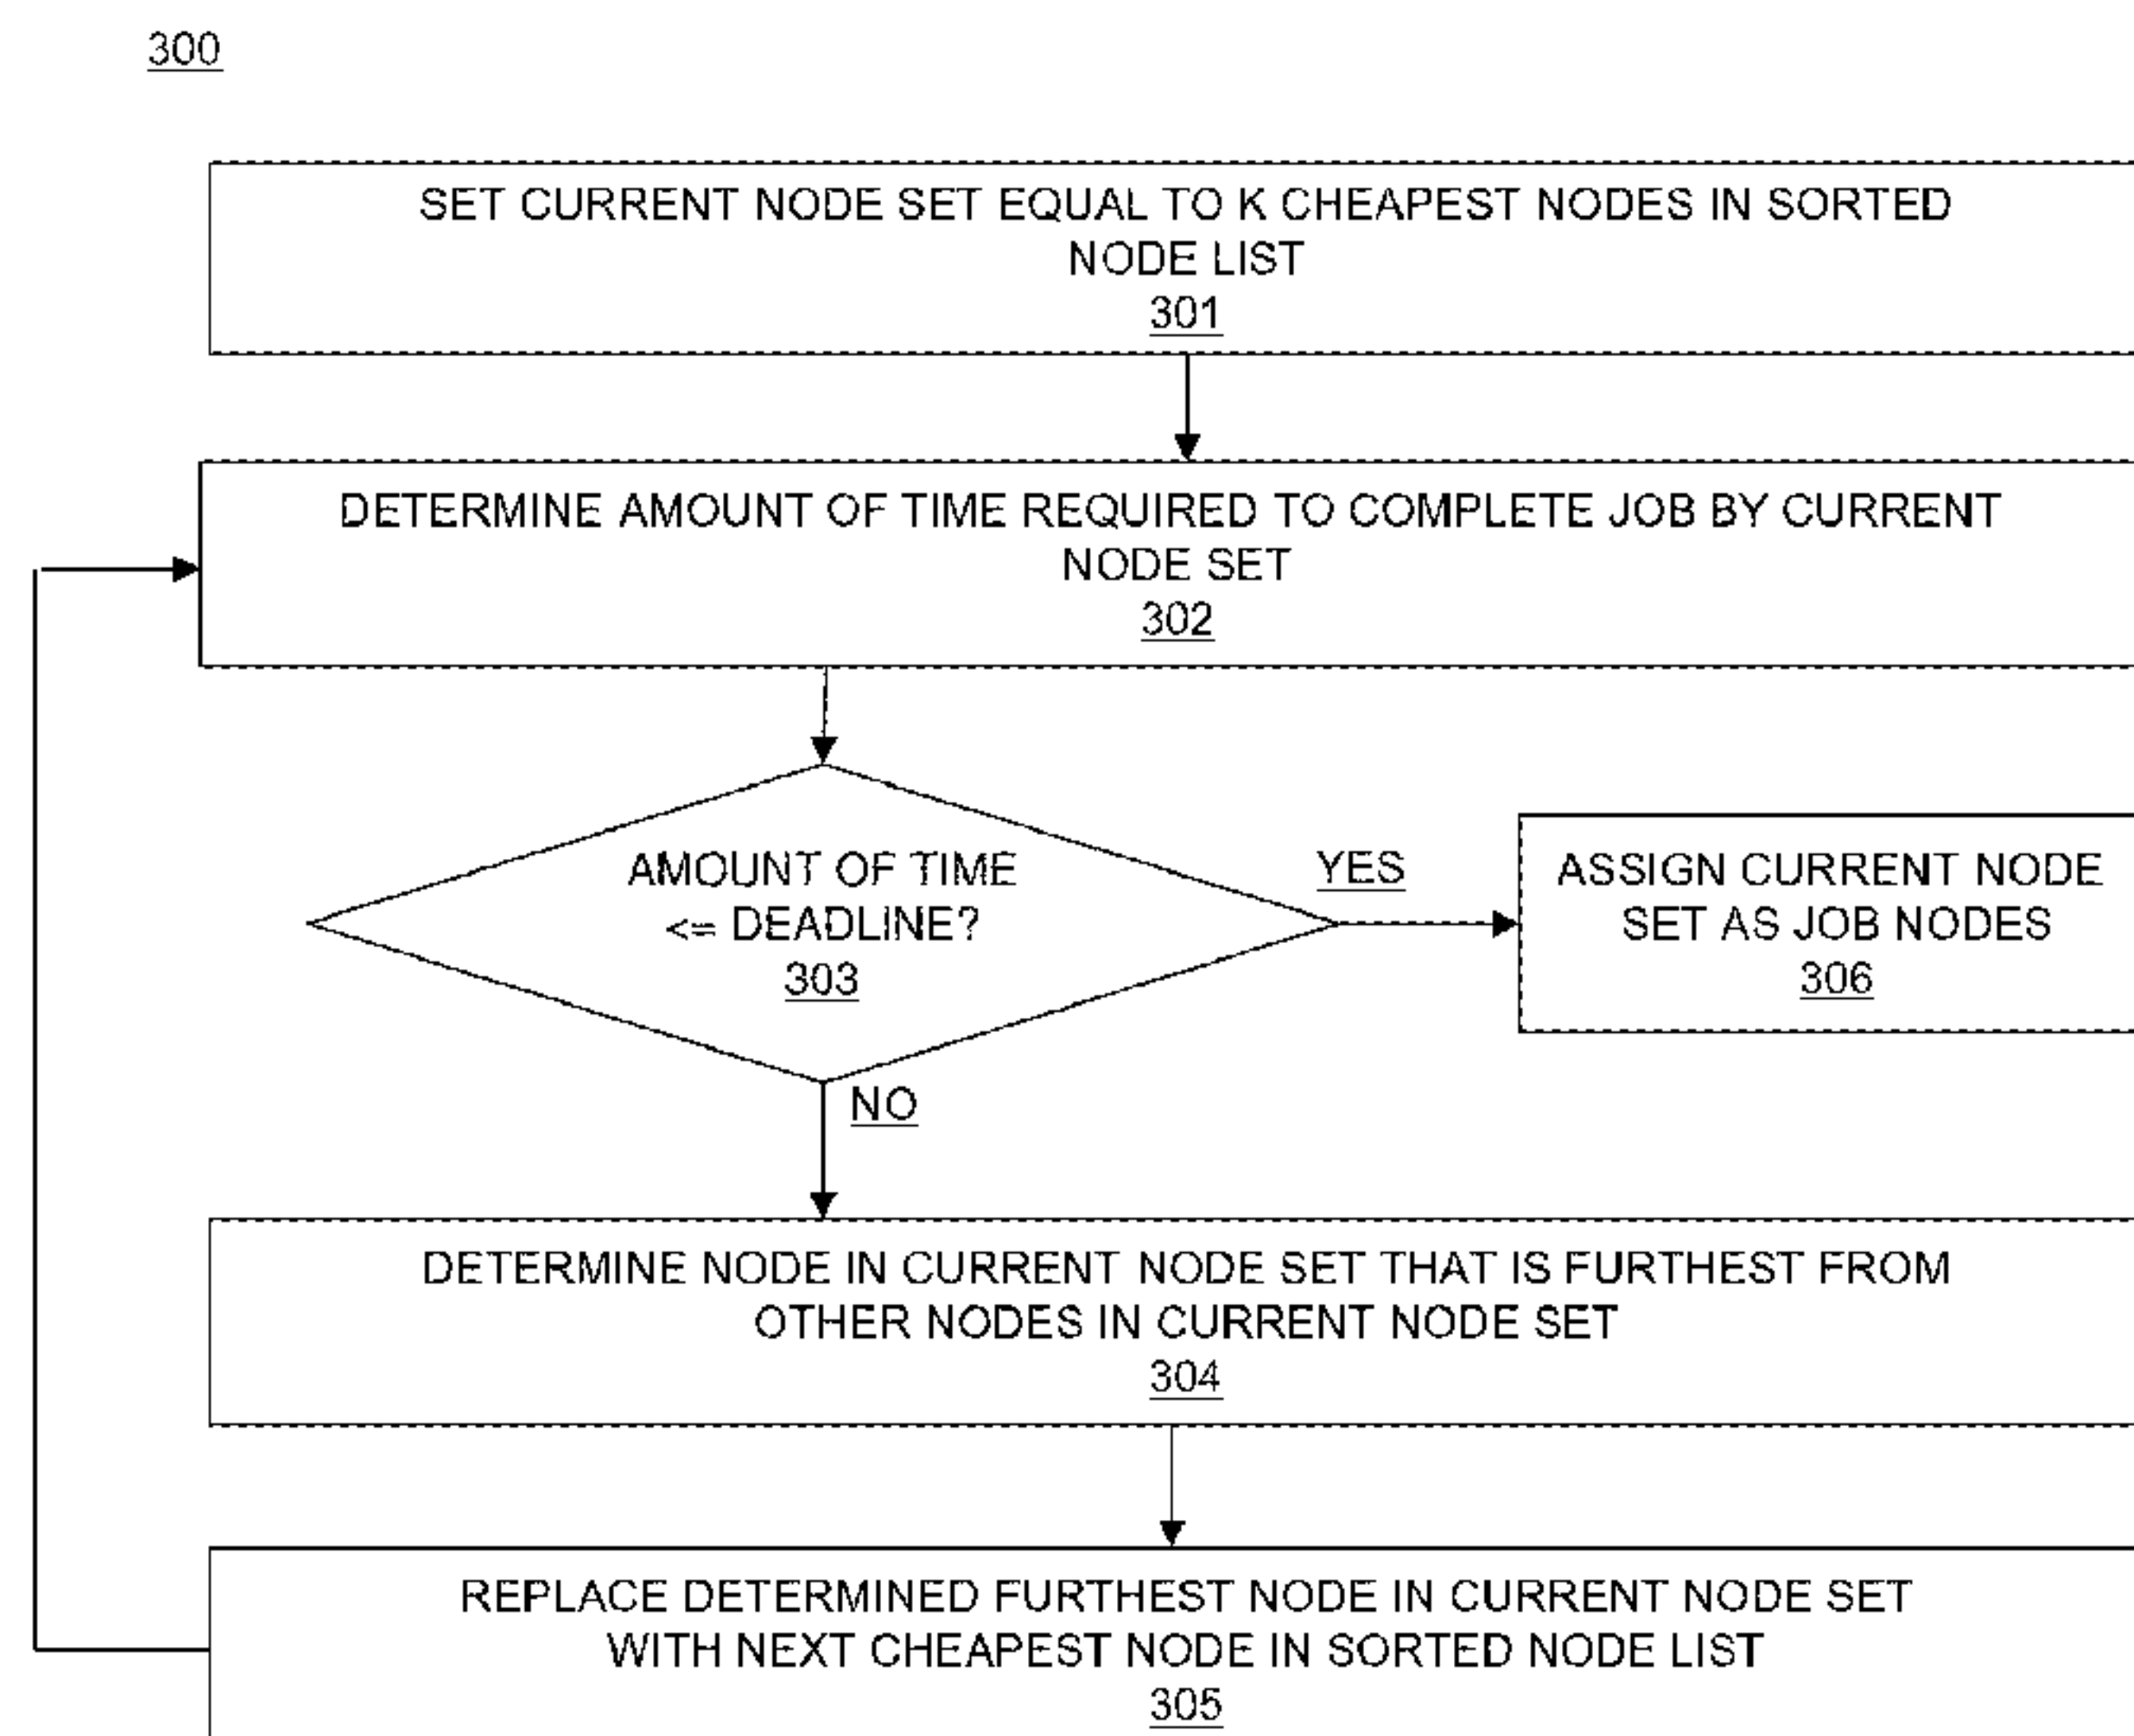 300
SET CURRENT NODE SET EQUAL TO K CHEAPEST NODES IN SORTED
NODE LIST
301
DETERMINE AMOUNT OF TIME REQUIRED TO COMPLETE JOB BY CURRENT
NODE SET
302
AMOUNT OF TIME
<= DEADLINE?
303
YES
ASSIGN CURRENT NODE
SET AS JOB NODES
306
NO
DETERMINE NODE IN CURRENT NODE SET THAT IS FURTHEST FROM
OTHER NODES IN CURRENT NODE SET
304
REPLACE DETERMINED FURTHEST NODE IN CURRENT NODE SET
WITH NEXT CHEAPEST NODE IN SORTED NODE LIST
305